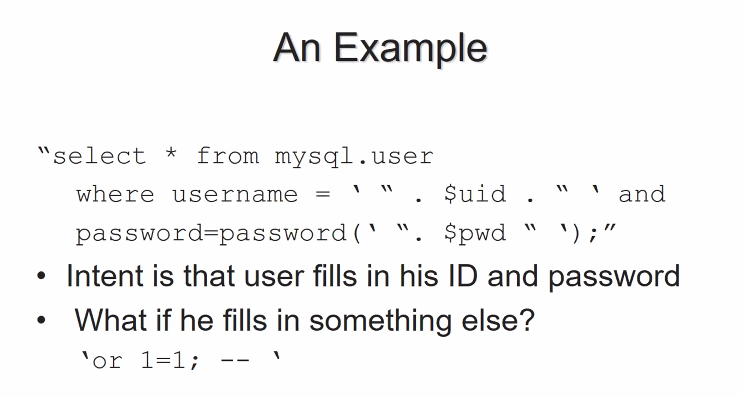 An Example
“select * from mysql.user
where username = ‘ “ . $uid . “ ‘ and
password=password(‘ “. $pwd “ ‘);”
• Intent is that user fills in his ID and password
• What if he fills in something else?
‘or 1=1; -- ‘